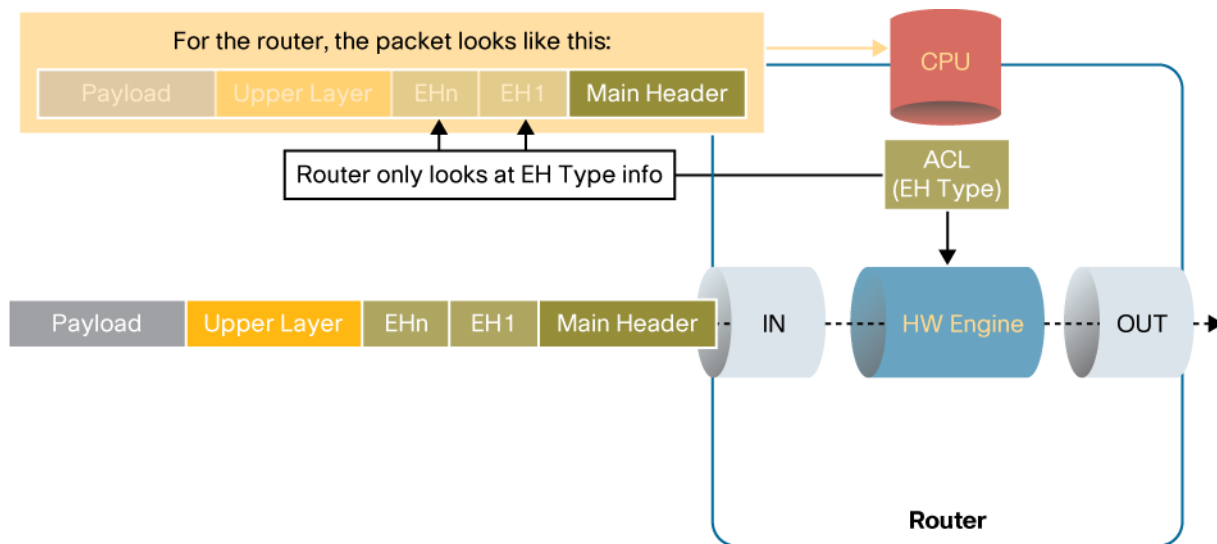 For the router, the packet looks like this:
CPU
Payload
Upper Layer
EHn
EH1
Main Header
Router only looks at EH Type info
ACL
(EH Type)
Payload
Upper Layer
EHn
EH1
Main Header
IN
HW Engine
OUT
Router